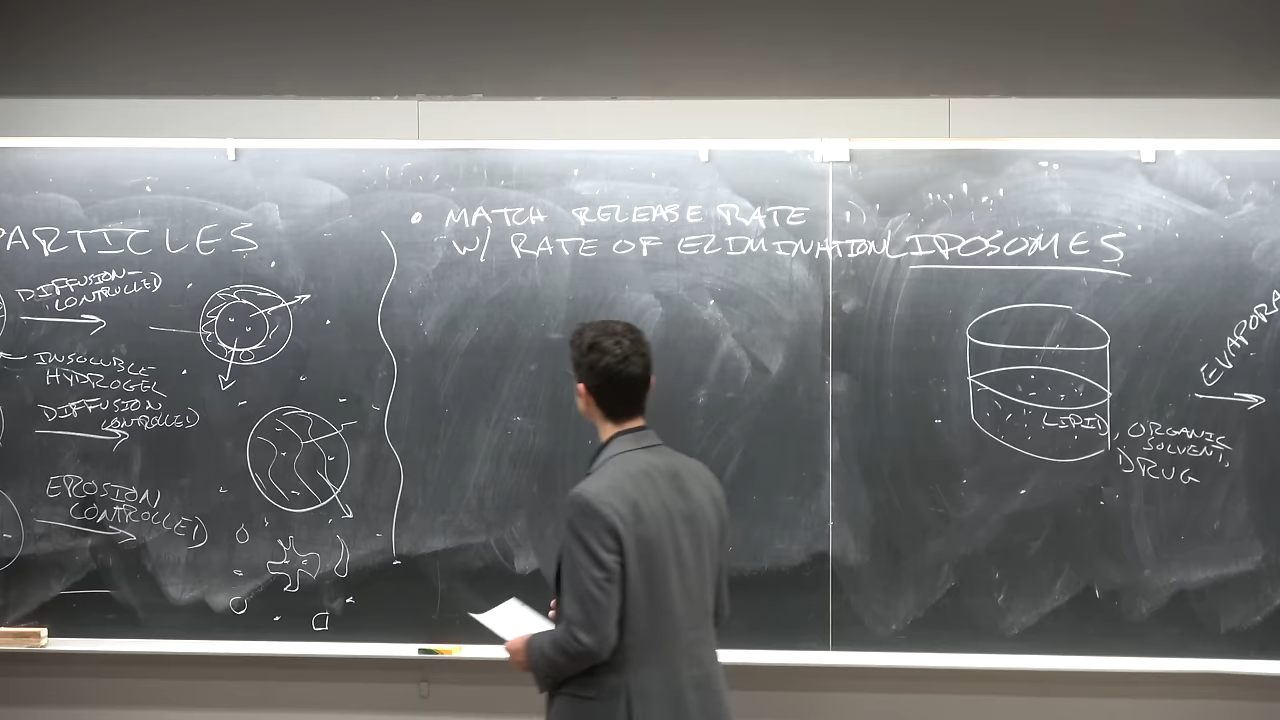 PARTICLES
DIFFUSION-
CONTROLLED
INSOLUBLE
HYDROGEL
DIFFUSION
CONTROLLED
EROSION
CONTROLLED
• MATCH RELEASE RATE
W/ RATE OF ELIMINATION
LIPOSOMES
LIPID, ORGANIC
SOLVENT,
DRUG
EVAPORA